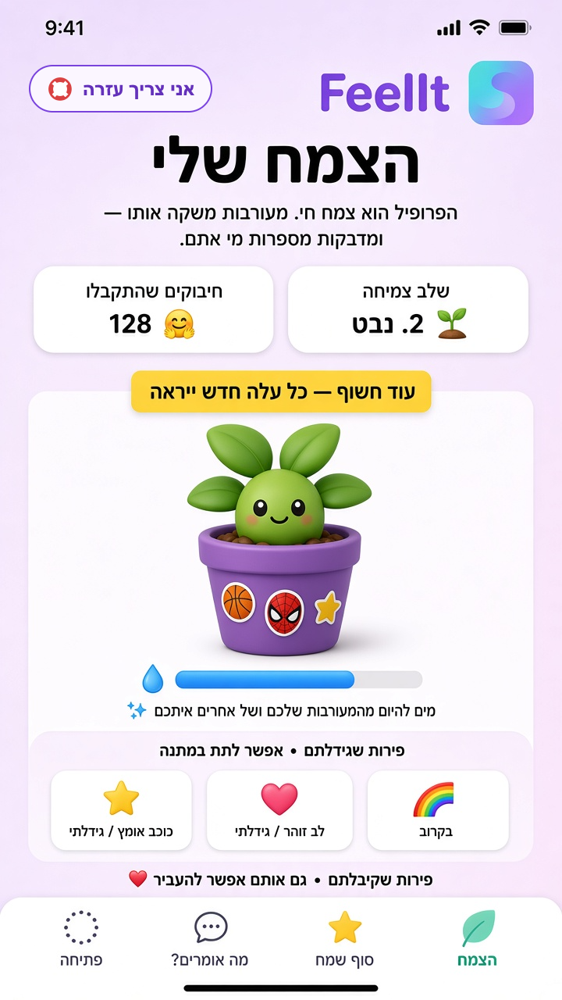 9:41
FeelIt
אני צריך עזרה
הצמח שלי
הפרופיל הוא צמח חי. מעורבות משקה אותו —
ומדבקות מספרות מי אתם.
שלב צמיחה
2. נבט
חיבוקים שהתקבלו
128
עוד חשוף — כל עלה חדש ייראה
מים להיום מהמעורבות שלכם ושל אחרים איתכם
פירות שגידלתם • אפשר לתת במתנה
בקרוב
לב זוהר / גידלתי
כוכב אומץ / גידלתי
פירות שקיבלתם • גם אותם אפשר להעביר
הצמח
סוף שמח
מה אומרים?
פתיחה